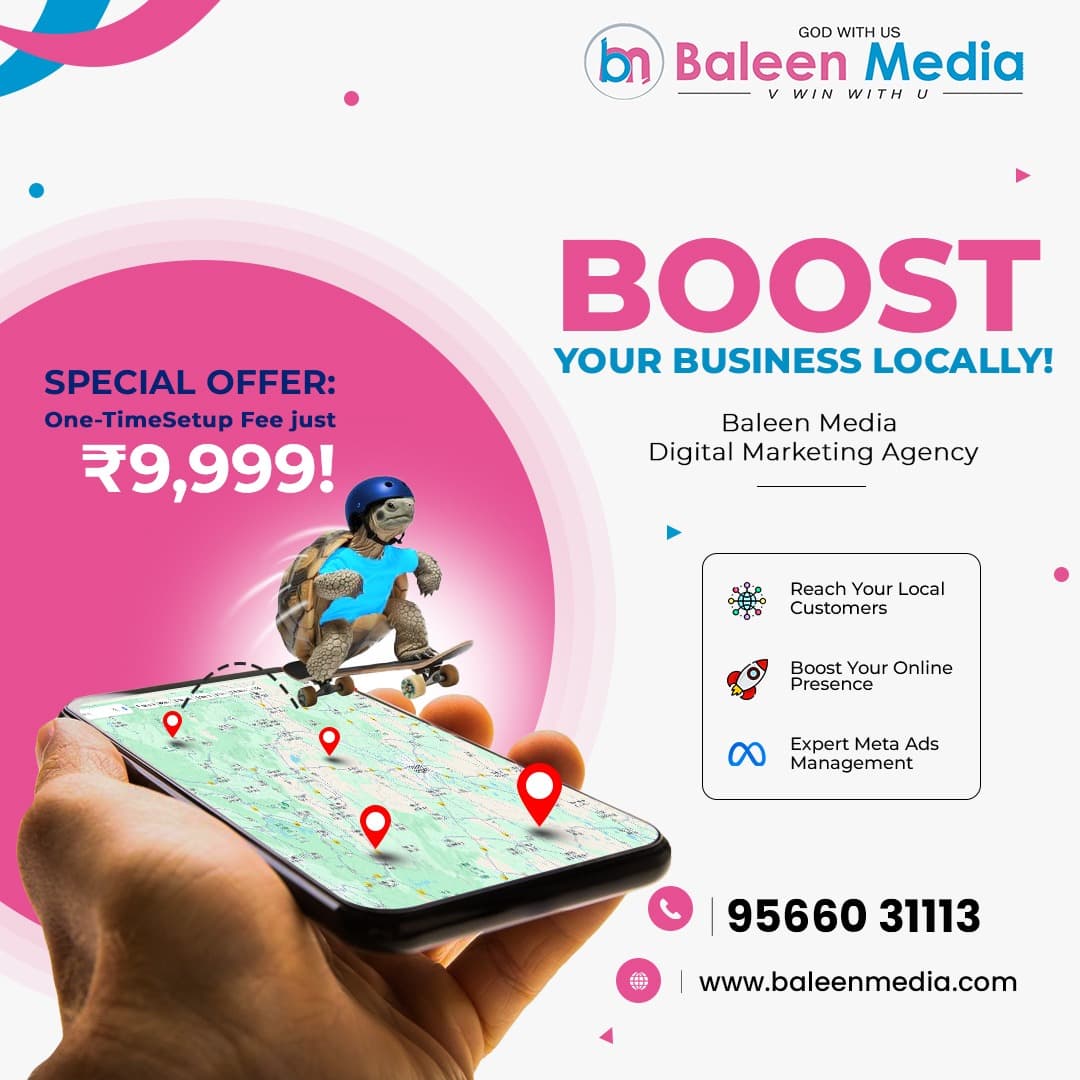 GOD WITH US
bm Baleen Media
V WIN WITH U
BOOST
YOUR BUSINESS LOCALLY!
Baleen Media
Digital Marketing Agency
SPECIAL OFFER:
One-TimeSetup Fee just
₹9,999!
Reach Your Local
Customers
Boost Your Online
Presence
Expert Meta Ads
Management
95660 31113
www.baleenmedia.com